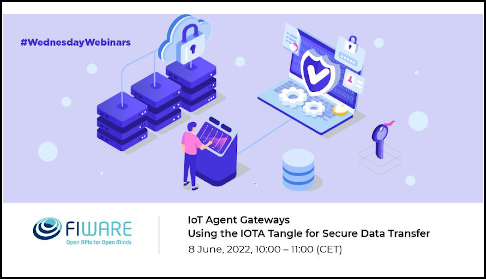 #WednesdayWebinars
FIWARE
Open APIs for Open Minds
IoT Agent Gateways
Using the IOTA Tangle for Secure Data Transfer
8 June, 2022, 10:00 – 11:00 (CET)